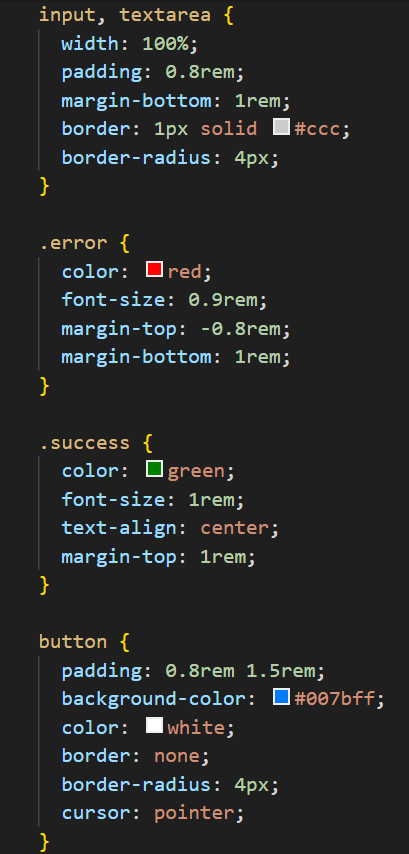 input, textarea {
  width: 100%;
  padding: 0.8rem;
  margin-bottom: 1rem;
  border: 1px solid #ccc;
  border-radius: 4px;
}

.error {
  color: red;
  font-size: 0.9rem;
  margin-top: -0.8rem;
  margin-bottom: 1rem;
}

.success {
  color: green;
  font-size: 1rem;
  text-align: center;
  margin-top: 1rem;
}

button {
  padding: 0.8rem 1.5rem;
  background-color: #007bff;
  color: white;
  border: none;
  border-radius: 4px;
  cursor: pointer;
}